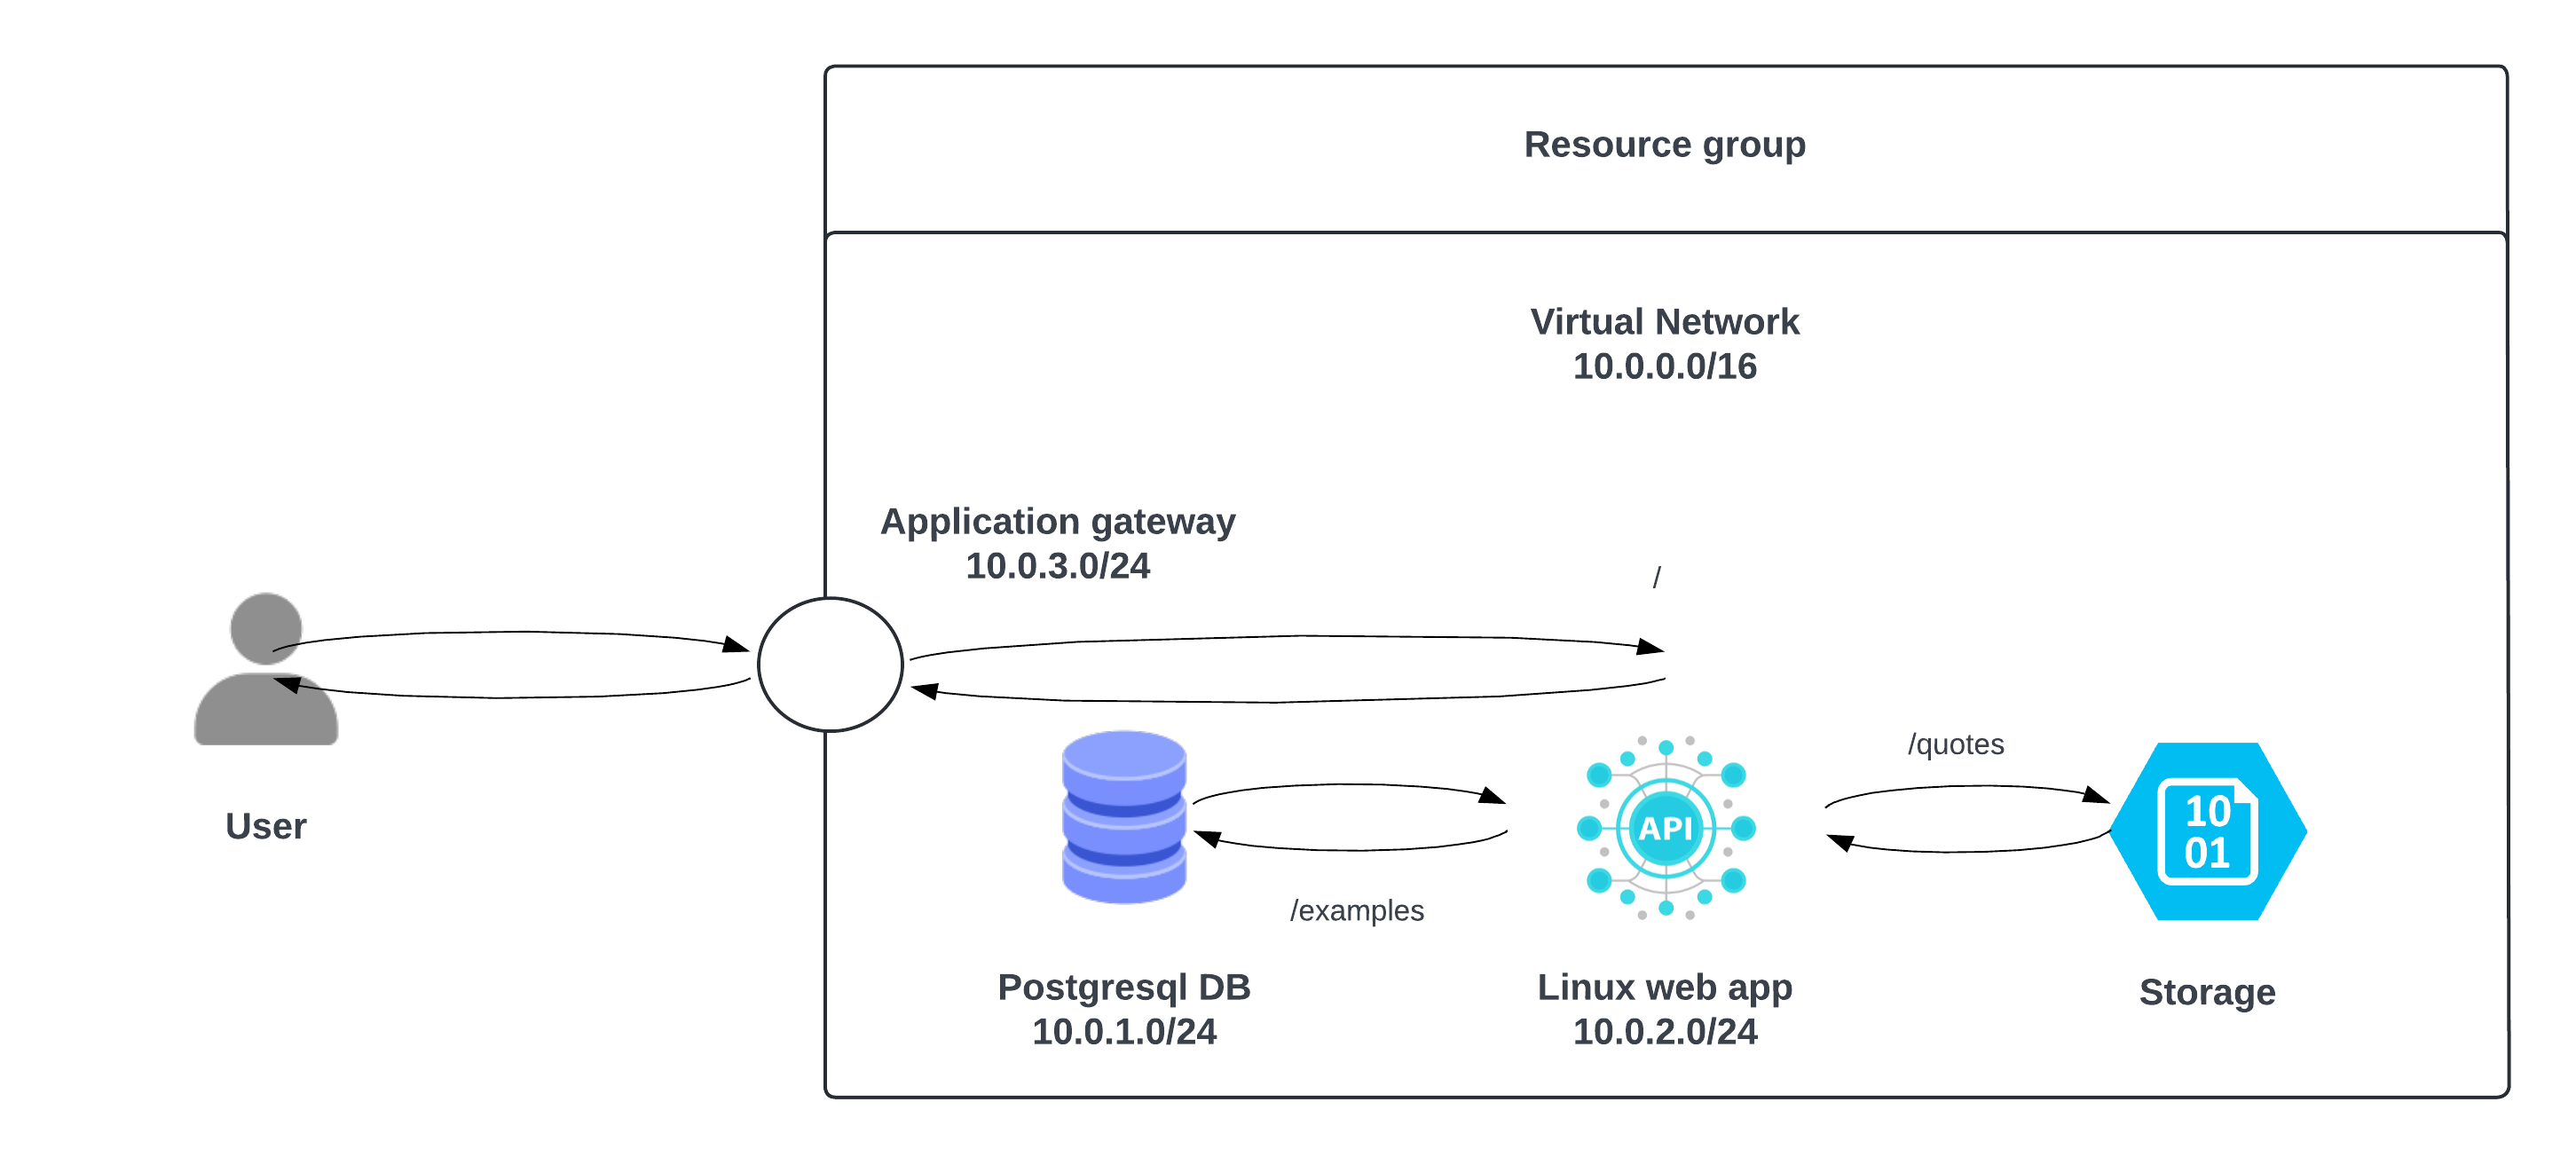 Resource group
Virtual Network
10.0.0.0/16
Application gateway
10.0.3.0/24
/
User
/quotes
API
10
01
/examples
Postgresql DB
10.0.1.0/24
Linux web app
10.0.2.0/24
Storage